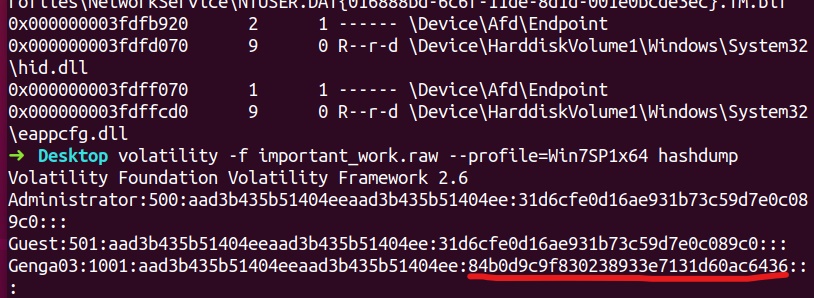 0x000000003fdfb920 2 1 ------ \Device\Afd\Endpoint
0x000000003fdfd070 9 0 R--r-d \Device\HarddiskVolume1\Windows\System32
\hid.dll
0x000000003fdff070 1 1 ------ \Device\Afd\Endpoint
0x000000003fdffcd0 9 0 R--r-d \Device\HarddiskVolume1\Windows\System32
\eappcfg.dll
➜ Desktop volatility -f important_work.raw --profile=Win7SP1x64 hashdump
Volatility Foundation Volatility Framework 2.6
Administrator:500:aad3b435b51404eeaad3b435b51404ee:31d6cfe0d16ae931b73c59d7e0c08
9c0:::
Guest:501:aad3b435b51404eeaad3b435b51404ee:31d6cfe0d16ae931b73c59d7e0c089c0:::
Genga03:1001:aad3b435b51404eeaad3b435b51404ee:84b0d9c9f830238933e7131d60ac6436::
: